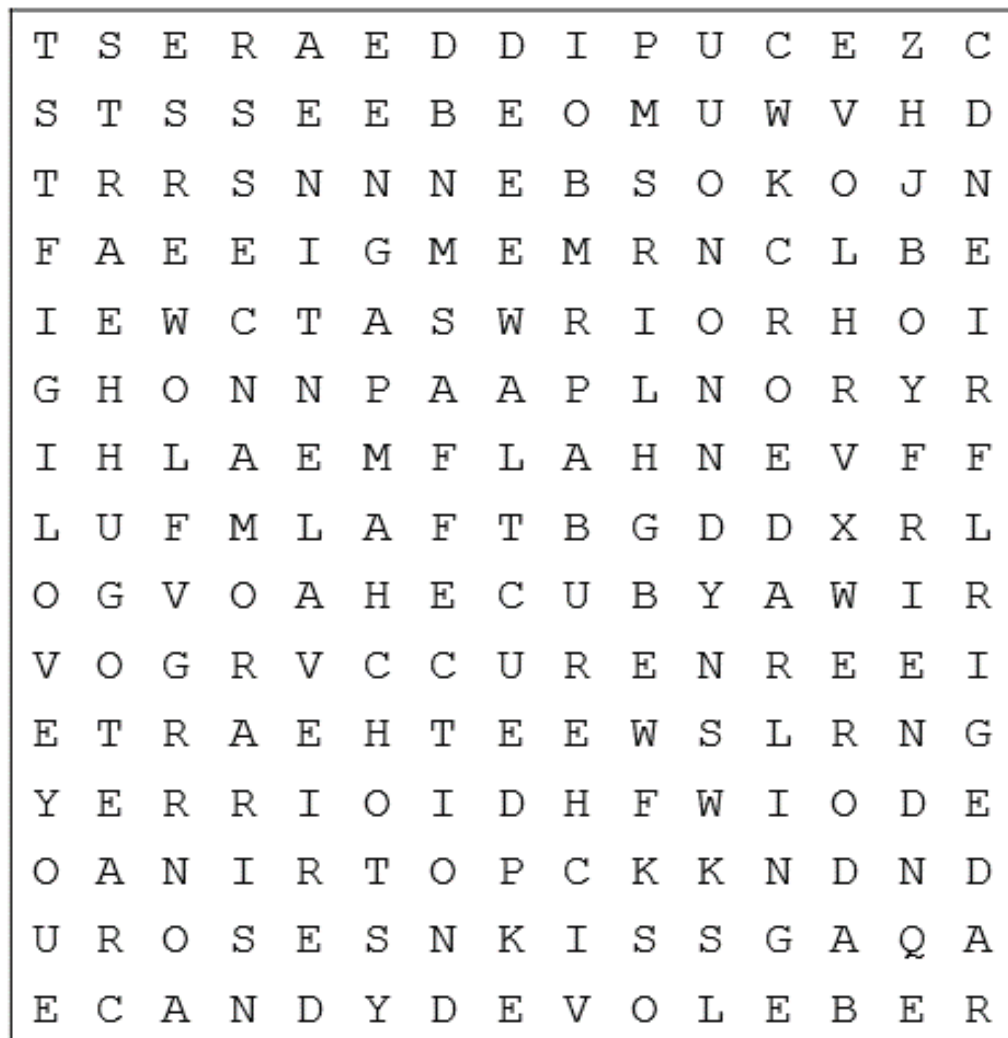 T S E R A E D D I P U C E Z C
S T S S E E B E O M U W V H D
T R R S N N N E B S O K O J N
F A E E I G M E M R N C L B E
I E W C T A S W R I O R H O I
G H O N N P A A P L N O R Y R
I H L A E M F L A H N E V F F
L U F M L A F T B G D D X R L
O G V O A H E C U B Y A W I R
V O G R V C C U R E N R E E I
E T R A E H T E E W S L R N G
Y E R R I O I D H F W I O D E
O A N I R T O P C K K N D N D
U R O S E S N K I S S G A Q A
E C A N D Y D E V O L E B E R